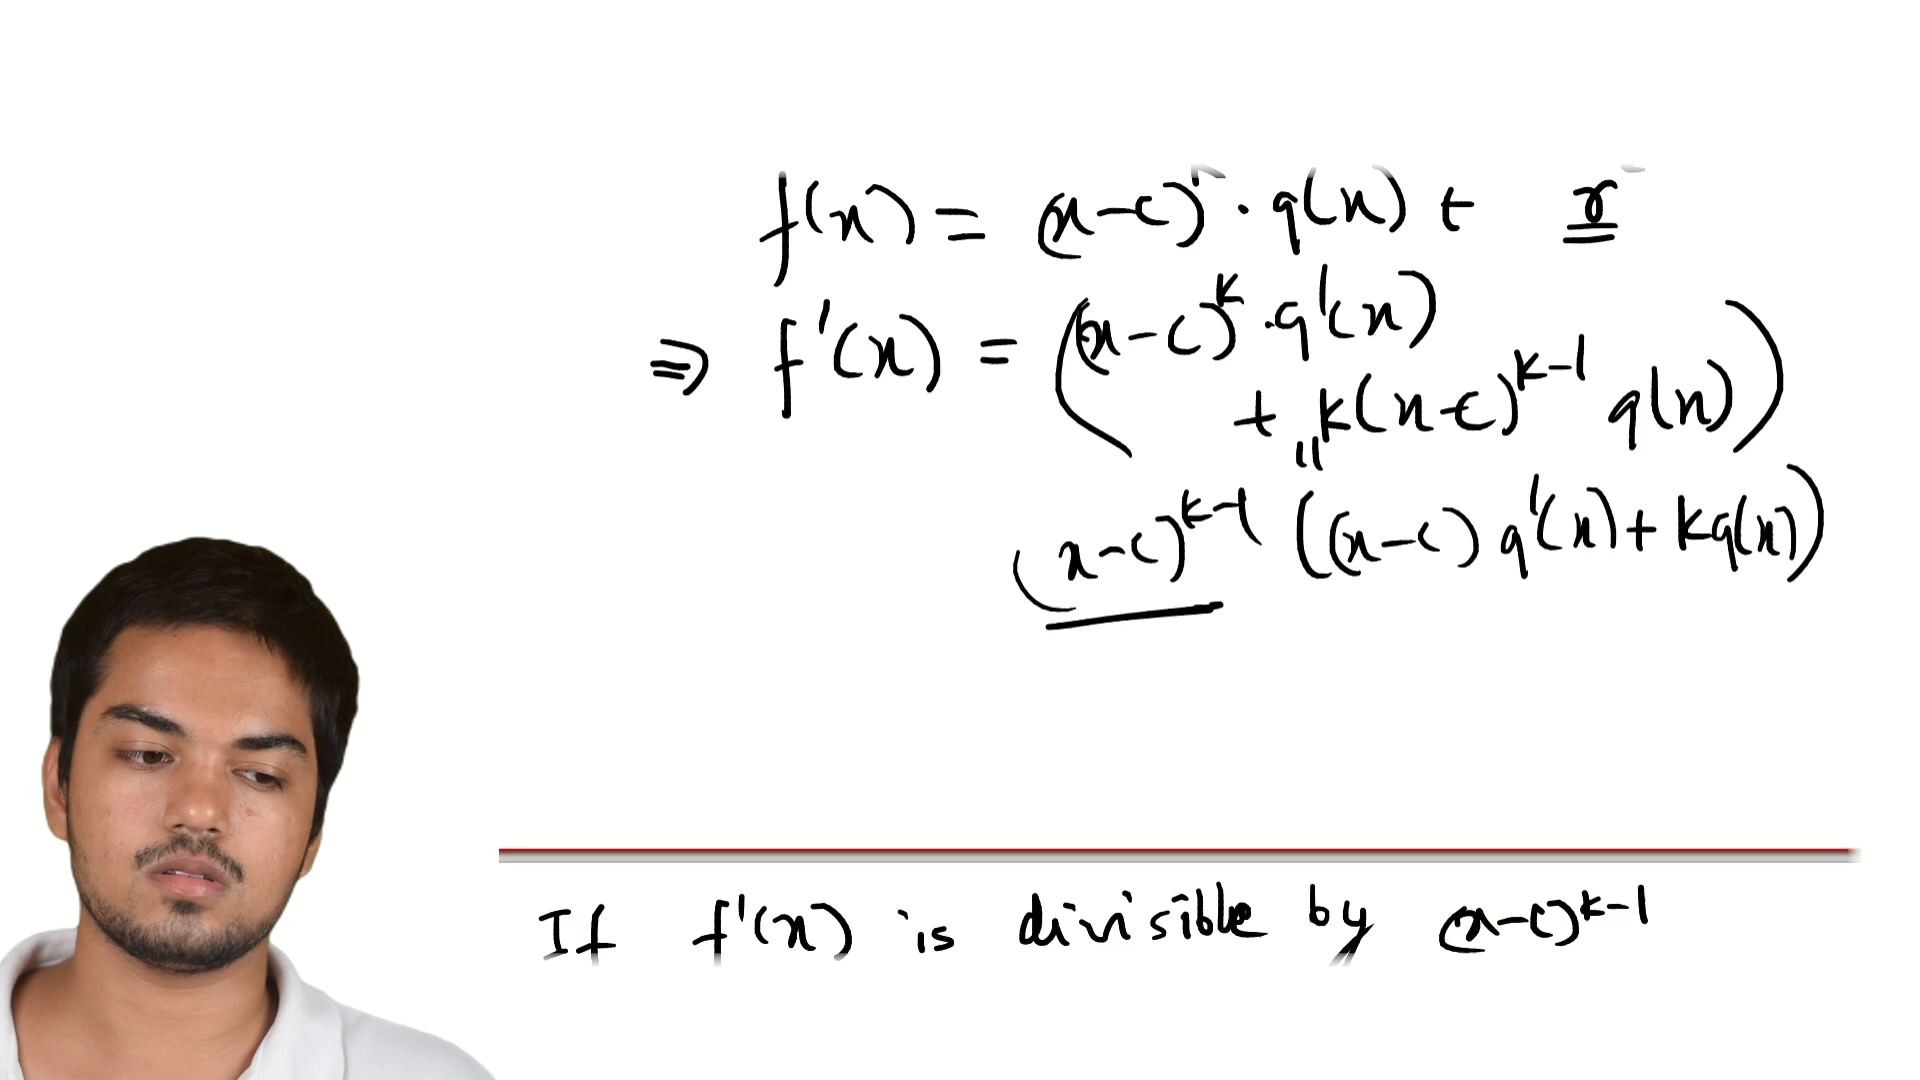 f(x) = (x-c)^k · q(x) + r
⇒ f'(x) = ((x-c)^k · q'(x)
+ k(x-c)^{k-1} q(x))
||
(x-c)^{k-1} ((x-c) q'(x) + kq(x))
If f'(x) is divisible by (x-c)^{k-1}